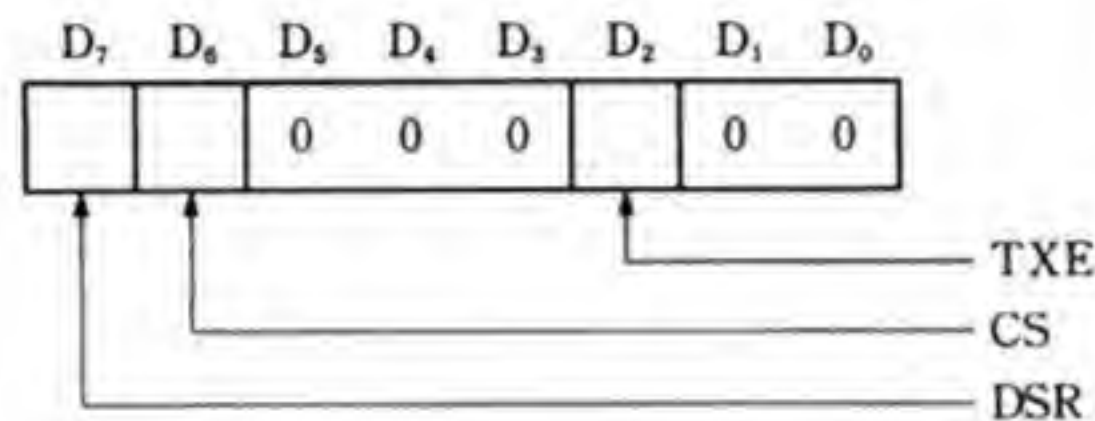 D₇ D₆ D₅ D₄ D₃ D₂ D₁ D₀
0 0 0 0 0
TXE
CS
DSR